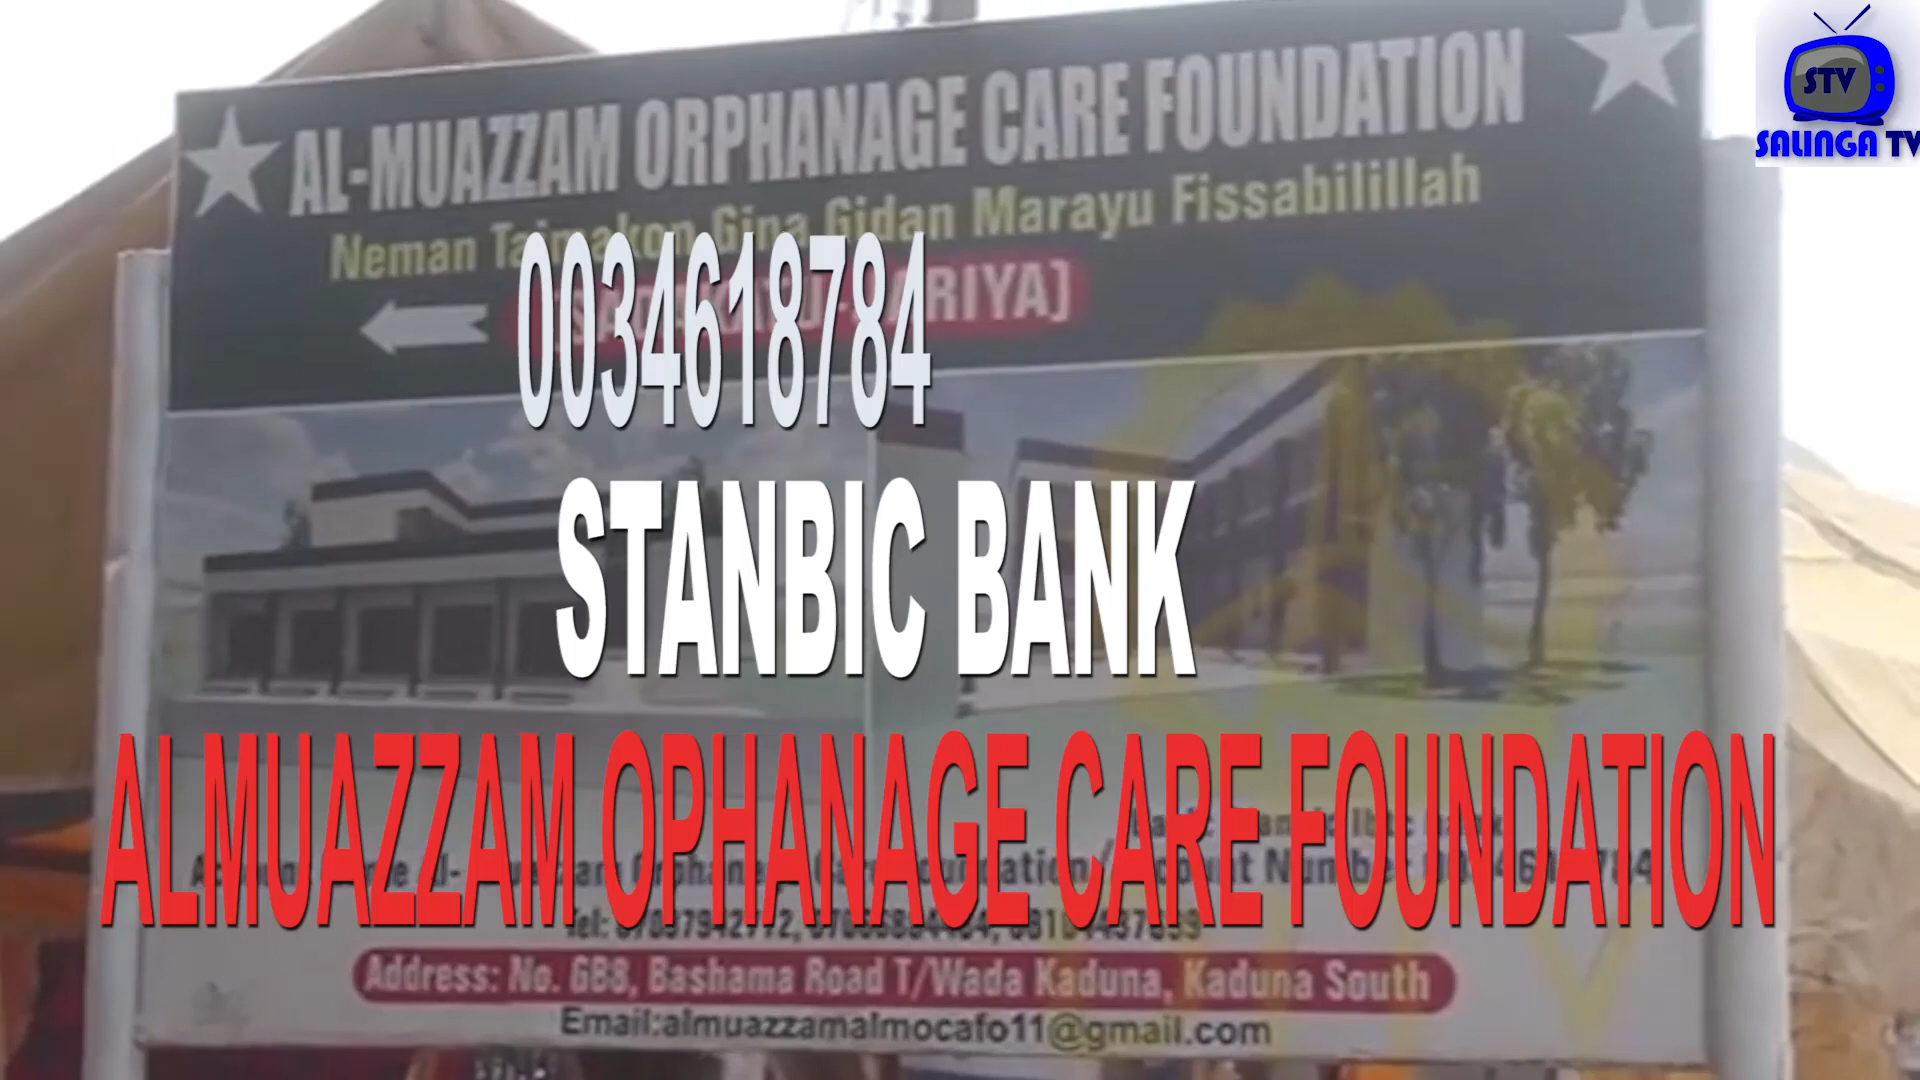 STV
SALINGA TV
AL-MUAZZAM ORPHANAGE CARE FOUNDATION
Neman Taimakon Gina Gidan Marayu Fissabilillah
0034618784
STANBIC BANK
ALMUAZZAM OPHANAGE CARE FOUNDATION
Address: No. GB8, Bashama Road T/Wada Kaduna, Kaduna South
Email:almuazzamalmocafo11@gmail.com